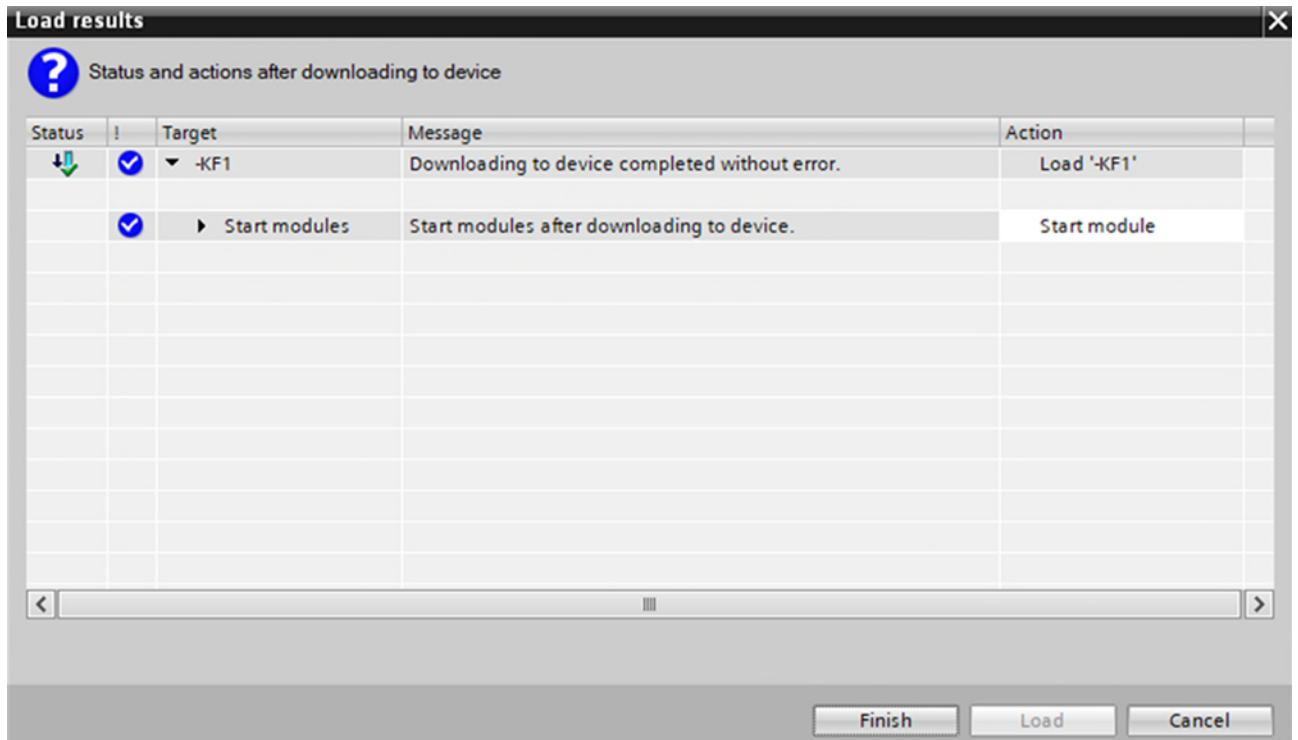 Load results
Status and actions after downloading to device
Status ! Target Message Action
-KF1 Downloading to device completed without error. Load '-KF1'
Start modules Start modules after downloading to device. Start module
Finish Load Cancel